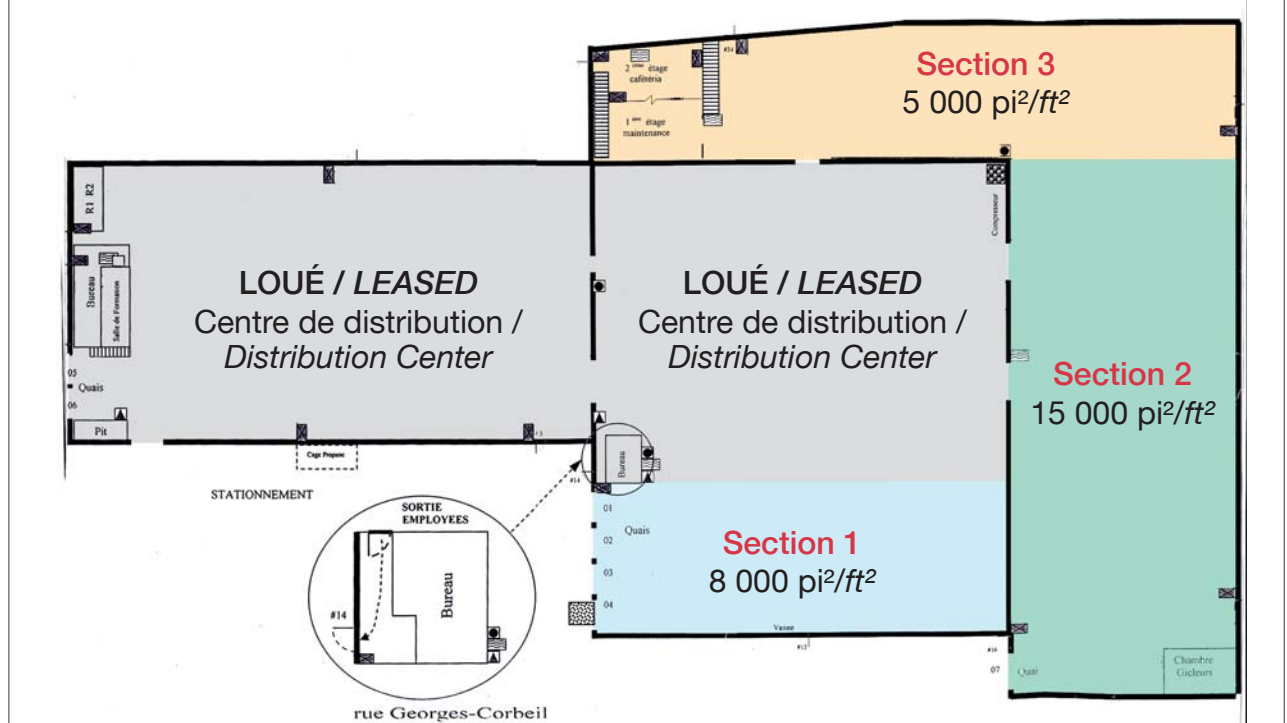 #24
2 ième étage
cafétéria
1 ière étage
maintenance
Section 3
5 000 pi²/ft²
R1 R2
Bureau
Salle de Formation
05
Quais
06
Pit
LOUÉ / LEASED
Centre de distribution /
Distribution Center
LOUÉ / LEASED
Centre de distribution /
Distribution Center
Compresseur
Section 2
15 000 pi²/ft²
Cage Propane
STATIONNEMENT
#14
Bureau
01
Quais
02
03
04
Section 1
8 000 pi²/ft²
Vanne
#12
#16
07
Quai
Chambre
Gicleurs
SORTIE
EMPLOYEES
Bureau
#14
rue Georges-Corbeil